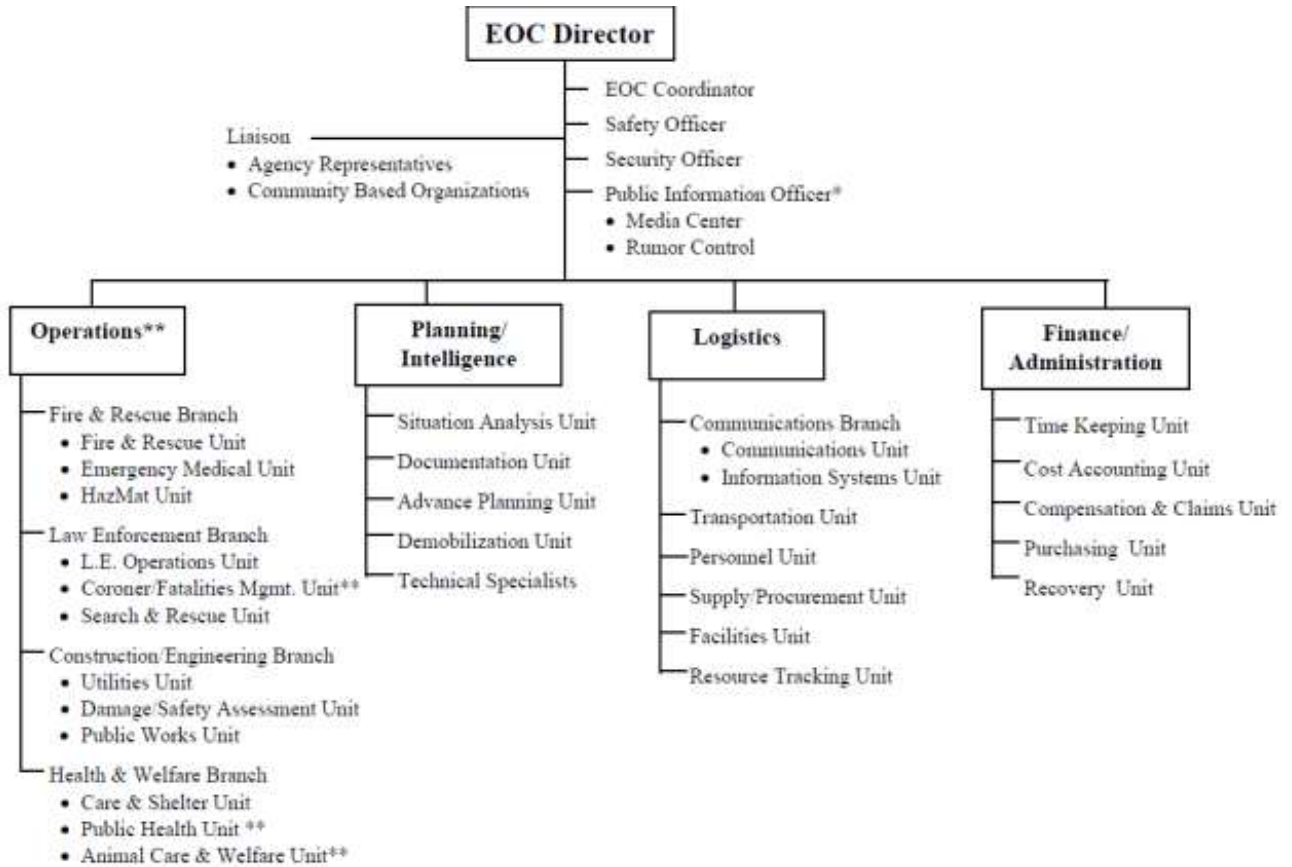 EOC Director
EOC Coordinator
Safety Officer
Security Officer
Public Information Officer*
• Media Center
• Rumor Control
Liaison
• Agency Representatives
• Community Based Organizations
Operations**
Fire & Rescue Branch
• Fire & Rescue Unit
• Emergency Medical Unit
• HazMat Unit
Law Enforcement Branch
• L.E. Operations Unit
• Coroner/Fatalities Mgmt. Unit**
• Search & Rescue Unit
Construction/Engineering Branch
• Utilities Unit
• Damage/Safety Assessment Unit
• Public Works Unit
Health & Welfare Branch
• Care & Shelter Unit
• Public Health Unit **
• Animal Care & Welfare Unit**
Planning/
Intelligence
Situation Analysis Unit
Documentation Unit
Advance Planning Unit
Demobilization Unit
Technical Specialists
Logistics
Communications Branch
• Communications Unit
• Information Systems Unit
Transportation Unit
Personnel Unit
Supply/Procurement Unit
Facilities Unit
Resource Tracking Unit
Finance/
Administration
Time Keeping Unit
Cost Accounting Unit
Compensation & Claims Unit
Purchasing Unit
Recovery Unit